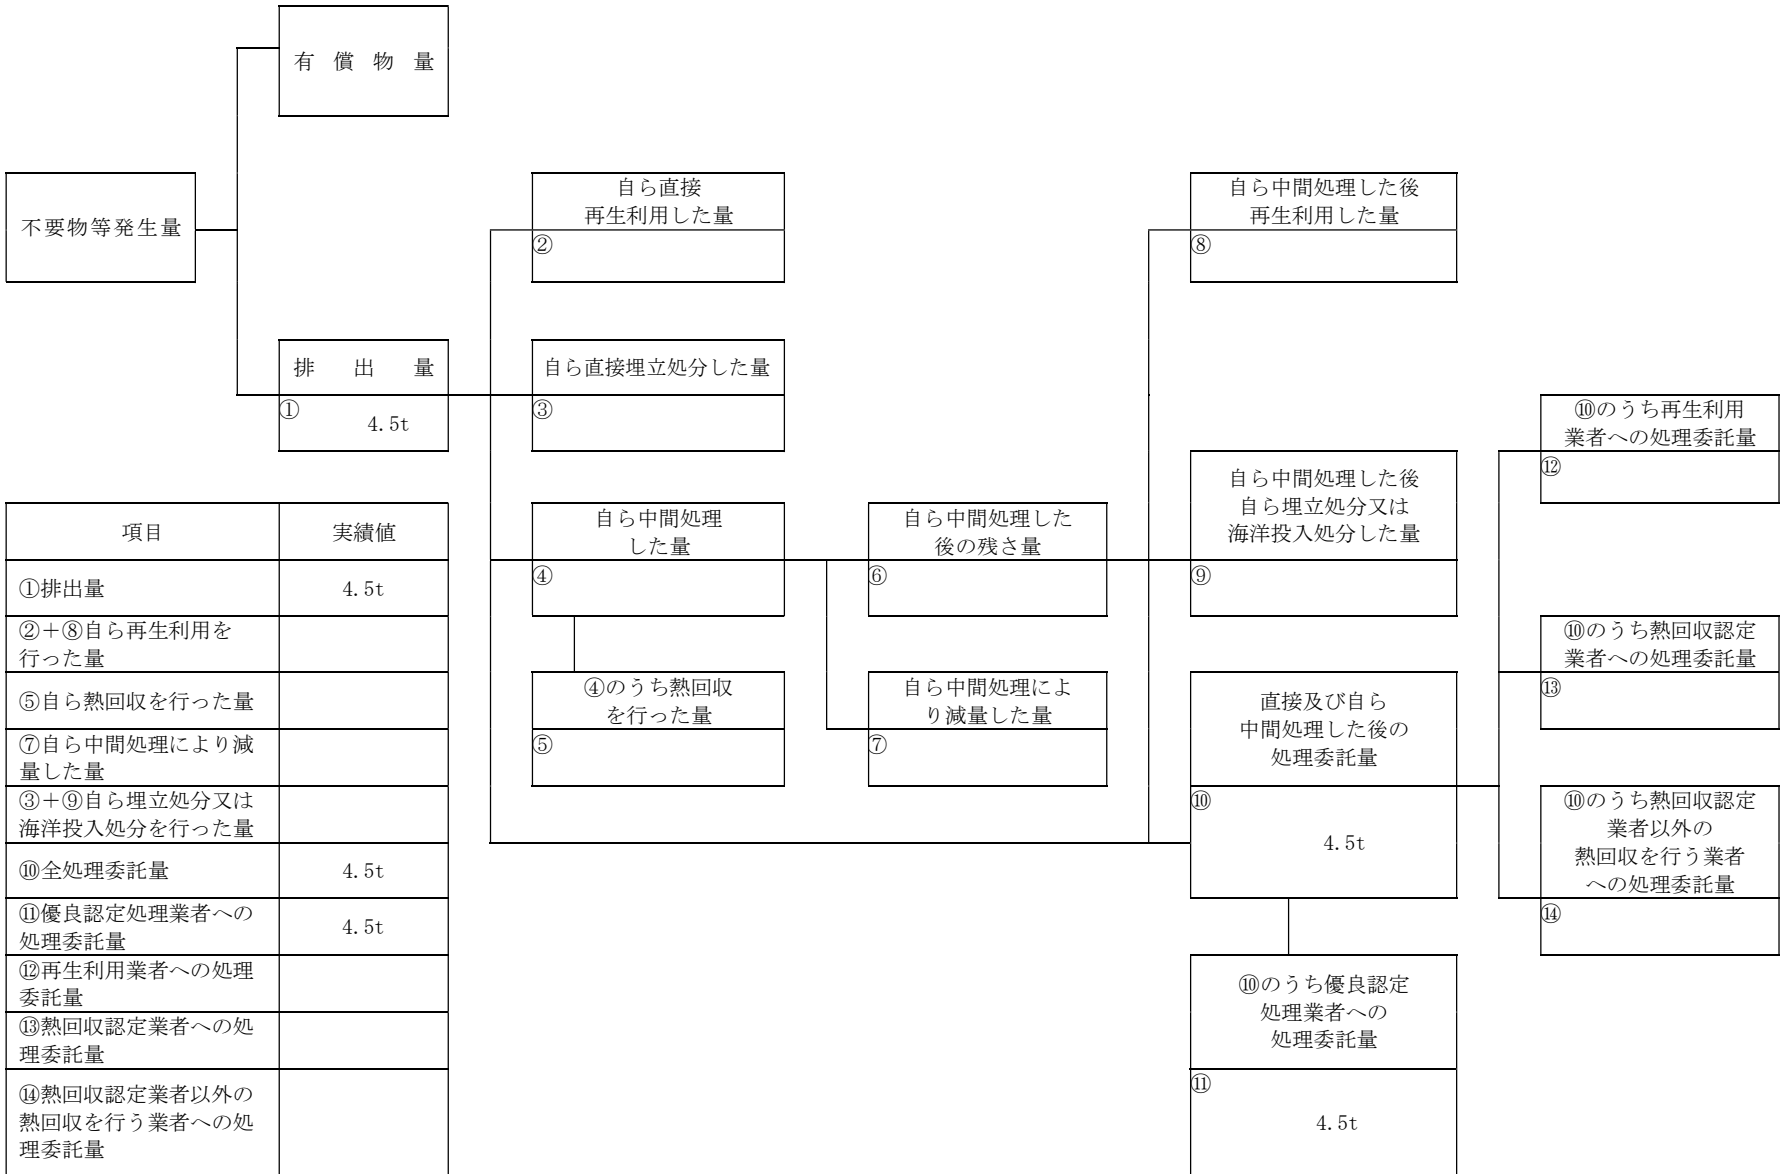 有償物量
不要物等発生量
自ら直接
再生利用した量
②
自ら中間処理した後
再生利用した量
⑧
排出量
①
4.5t
自ら直接埋立処分した量
③
⑩のうち再生利用
業者への処理委託量
⑫
自ら中間処理
した量
④
自ら中間処理した
後の残さ量
⑥
自ら中間処理した後
自ら埋立処分又は
海洋投入処分した量
⑨
④のうち熱回収
を行った量
⑤
自ら中間処理によ
り減量した量
⑦
直接及び自ら
中間処理した後の
処理委託量
⑩
4.5t
⑩のうち熱回収認定
業者への処理委託量
⑬
⑩のうち熱回収認定
業者以外の
熱回収を行う業者
への処理委託量
⑭
⑩のうち優良認定
処理業者への
処理委託量
⑪
4.5t
項目 実績値
①排出量 4.5t
②+⑧自ら再生利用を
行った量
⑤自ら熱回収を行った量
⑦自ら中間処理により減
量した量
③+⑨自ら埋立処分又は
海洋投入処分を行った量
⑩全処理委託量 4.5t
⑪優良認定処理業者への
処理委託量 4.5t
⑫再生利用業者への処理
委託量
⑬熱回収認定業者への処
理委託量
⑭熱回収認定業者以外の
熱回収を行う業者への処
理委託量